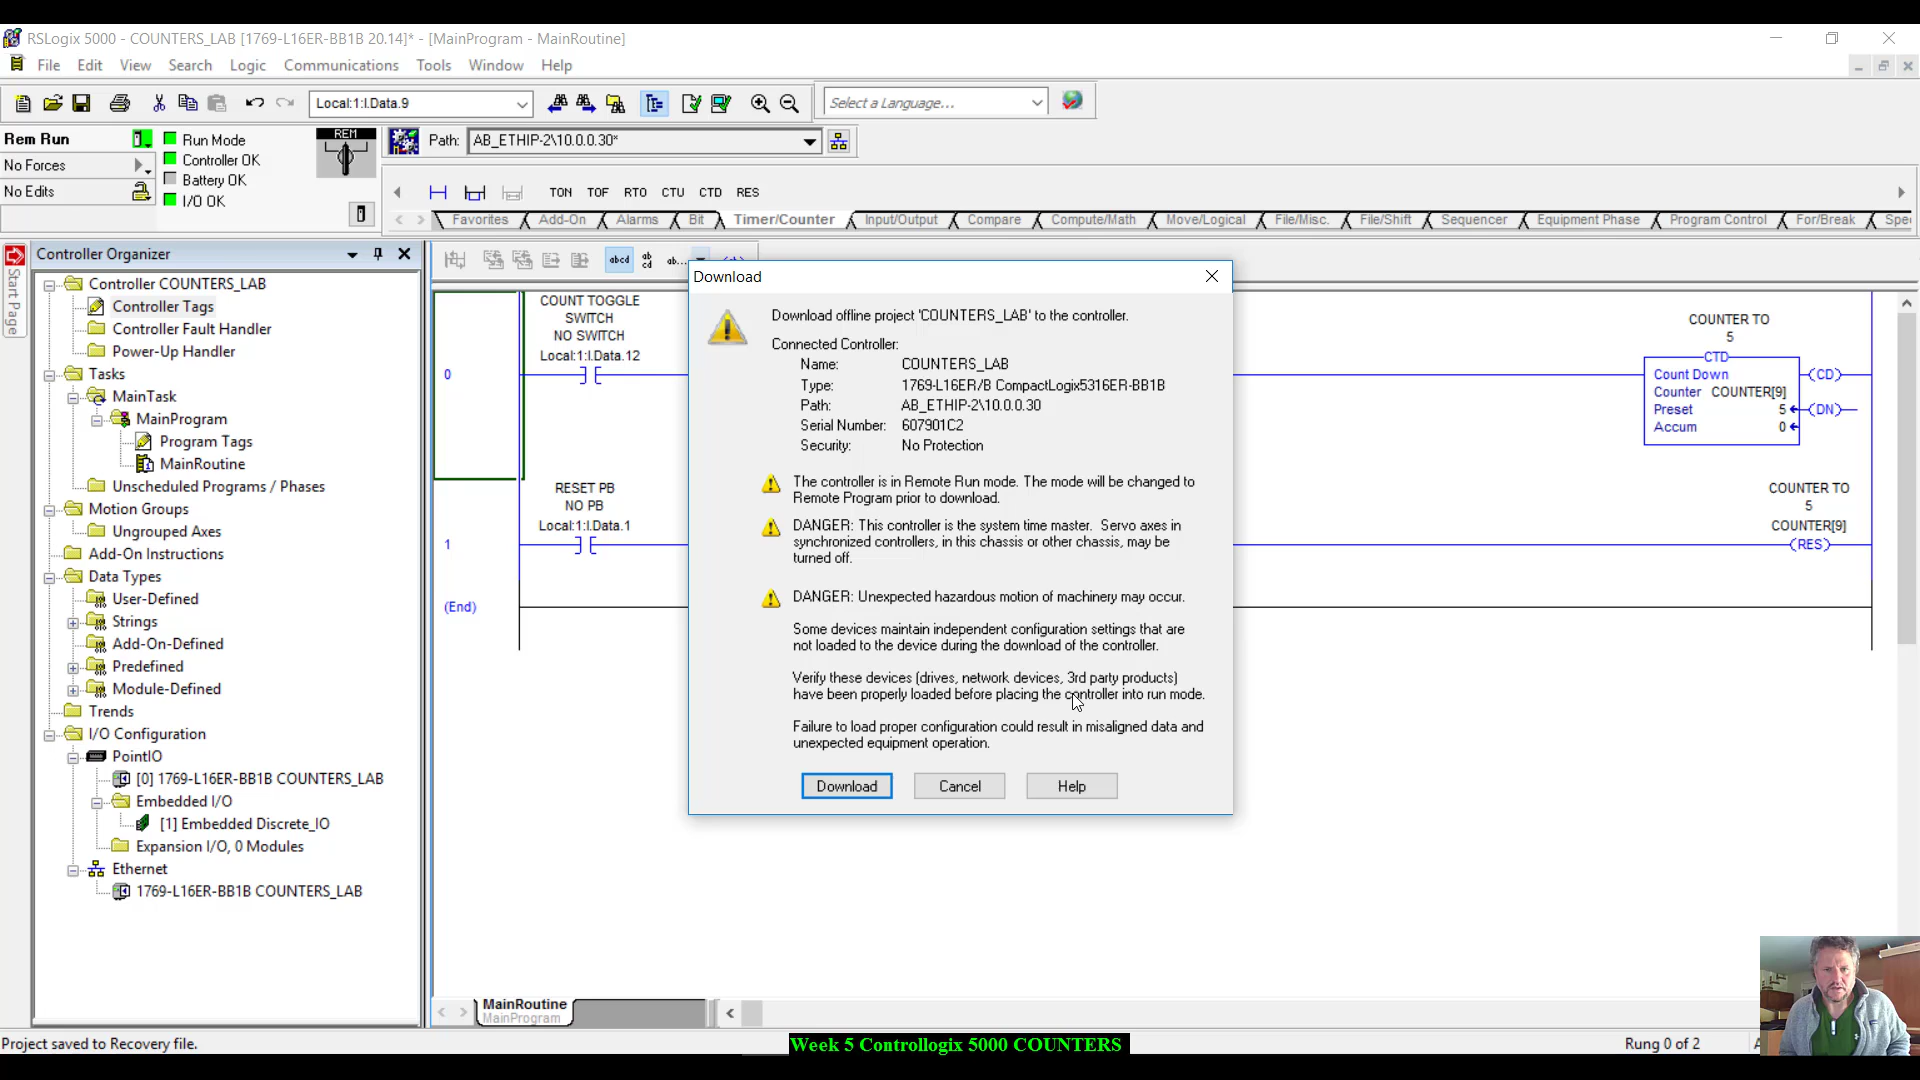 RSLogix 5000 - COUNTERS_LAB [1769-L16ER-BB1B 20.14]* - [MainProgram - MainRoutine]
File Edit View Search Logic Communications Tools Window Help
Local:1:I.Data.9
Select a Language...
Rem Run
No Forces
No Edits
Run Mode
Controller OK
Battery OK
I/O OK
REM
Path: AB_ETHIP-2\10.0.0.30*
TON TOF RTO CTU CTD RES
Favorites Add-On Alarms Bit Timer/Counter Input/Output Compare Compute/Math Move/Logical File/Misc. File/Shift Sequencer Equipment Phase Program Control For/Break Spe
Start Page
Controller Organizer
Controller COUNTERS_LAB
Controller Tags
Controller Fault Handler
Power-Up Handler
Tasks
MainTask
MainProgram
Program Tags
MainRoutine
Unscheduled Programs / Phases
Motion Groups
Ungrouped Axes
Add-On Instructions
Data Types
User-Defined
Strings
Add-On-Defined
Predefined
Module-Defined
Trends
I/O Configuration
PointIO
[0] 1769-L16ER-BB1B COUNTERS_LAB
Embedded I/O
[1] Embedded Discrete_IO
Expansion I/O, 0 Modules
Ethernet
1769-L16ER-BB1B COUNTERS_LAB
abcd ab cd ab...
COUNT TOGGLE
SWITCH
NO SWITCH
Local:1:I.Data.12
0
RESET PB
NO PB
Local:1:I.Data.1
1
(End)
Download
Download offline project 'COUNTERS_LAB' to the controller.
Connected Controller:
Name: COUNTERS_LAB
Type: 1769-L16ER/B CompactLogix5316ER-BB1B
Path: AB_ETHIP-2\10.0.0.30
Serial Number: 607901C2
Security: No Protection
The controller is in Remote Run mode. The mode will be changed to
Remote Program prior to download.
DANGER: This controller is the system time master. Servo axes in
synchronized controllers, in this chassis or other chassis, may be
turned off.
DANGER: Unexpected hazardous motion of machinery may occur.
Some devices maintain independent configuration settings that are
not loaded to the device during the download of the controller.
Verify these devices (drives, network devices, 3rd party products)
have been properly loaded before placing the controller into run mode.
Failure to load proper configuration could result in misaligned data and
unexpected equipment operation.
Download Cancel Help
COUNTER TO
5
CTD
Count Down
Counter COUNTER[9]
Preset 5
Accum 0
(CD)
(DN)
COUNTER TO
5
COUNTER[9]
(RES)
MainRoutine
MainProgram
Project saved to Recovery file.
Week 5 Controllogix 5000 COUNTERS
Rung 0 of 2